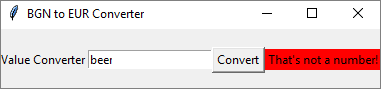 BGN to EUR Converter
Value Converter beer Convert That's not a number!